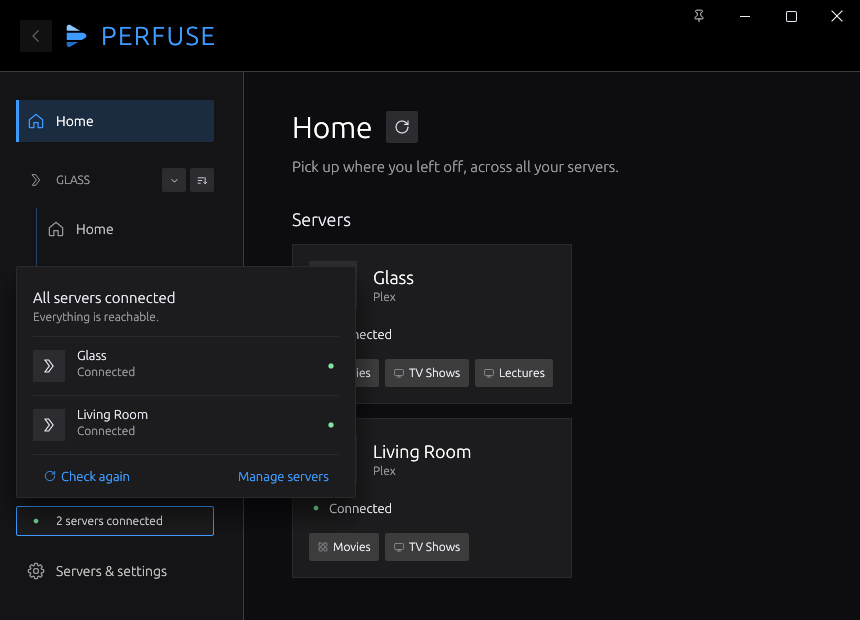 PERFUSE
Home
GLASS
Home
All servers connected
Everything is reachable.
Glass
Connected
Living Room
Connected
Check again
Manage servers
2 servers connected
Servers & settings
Home
Pick up where you left off, across all your servers.
Servers
Glass
Plex
TV Shows
Lectures
Living Room
Plex
Connected
Movies
TV Shows